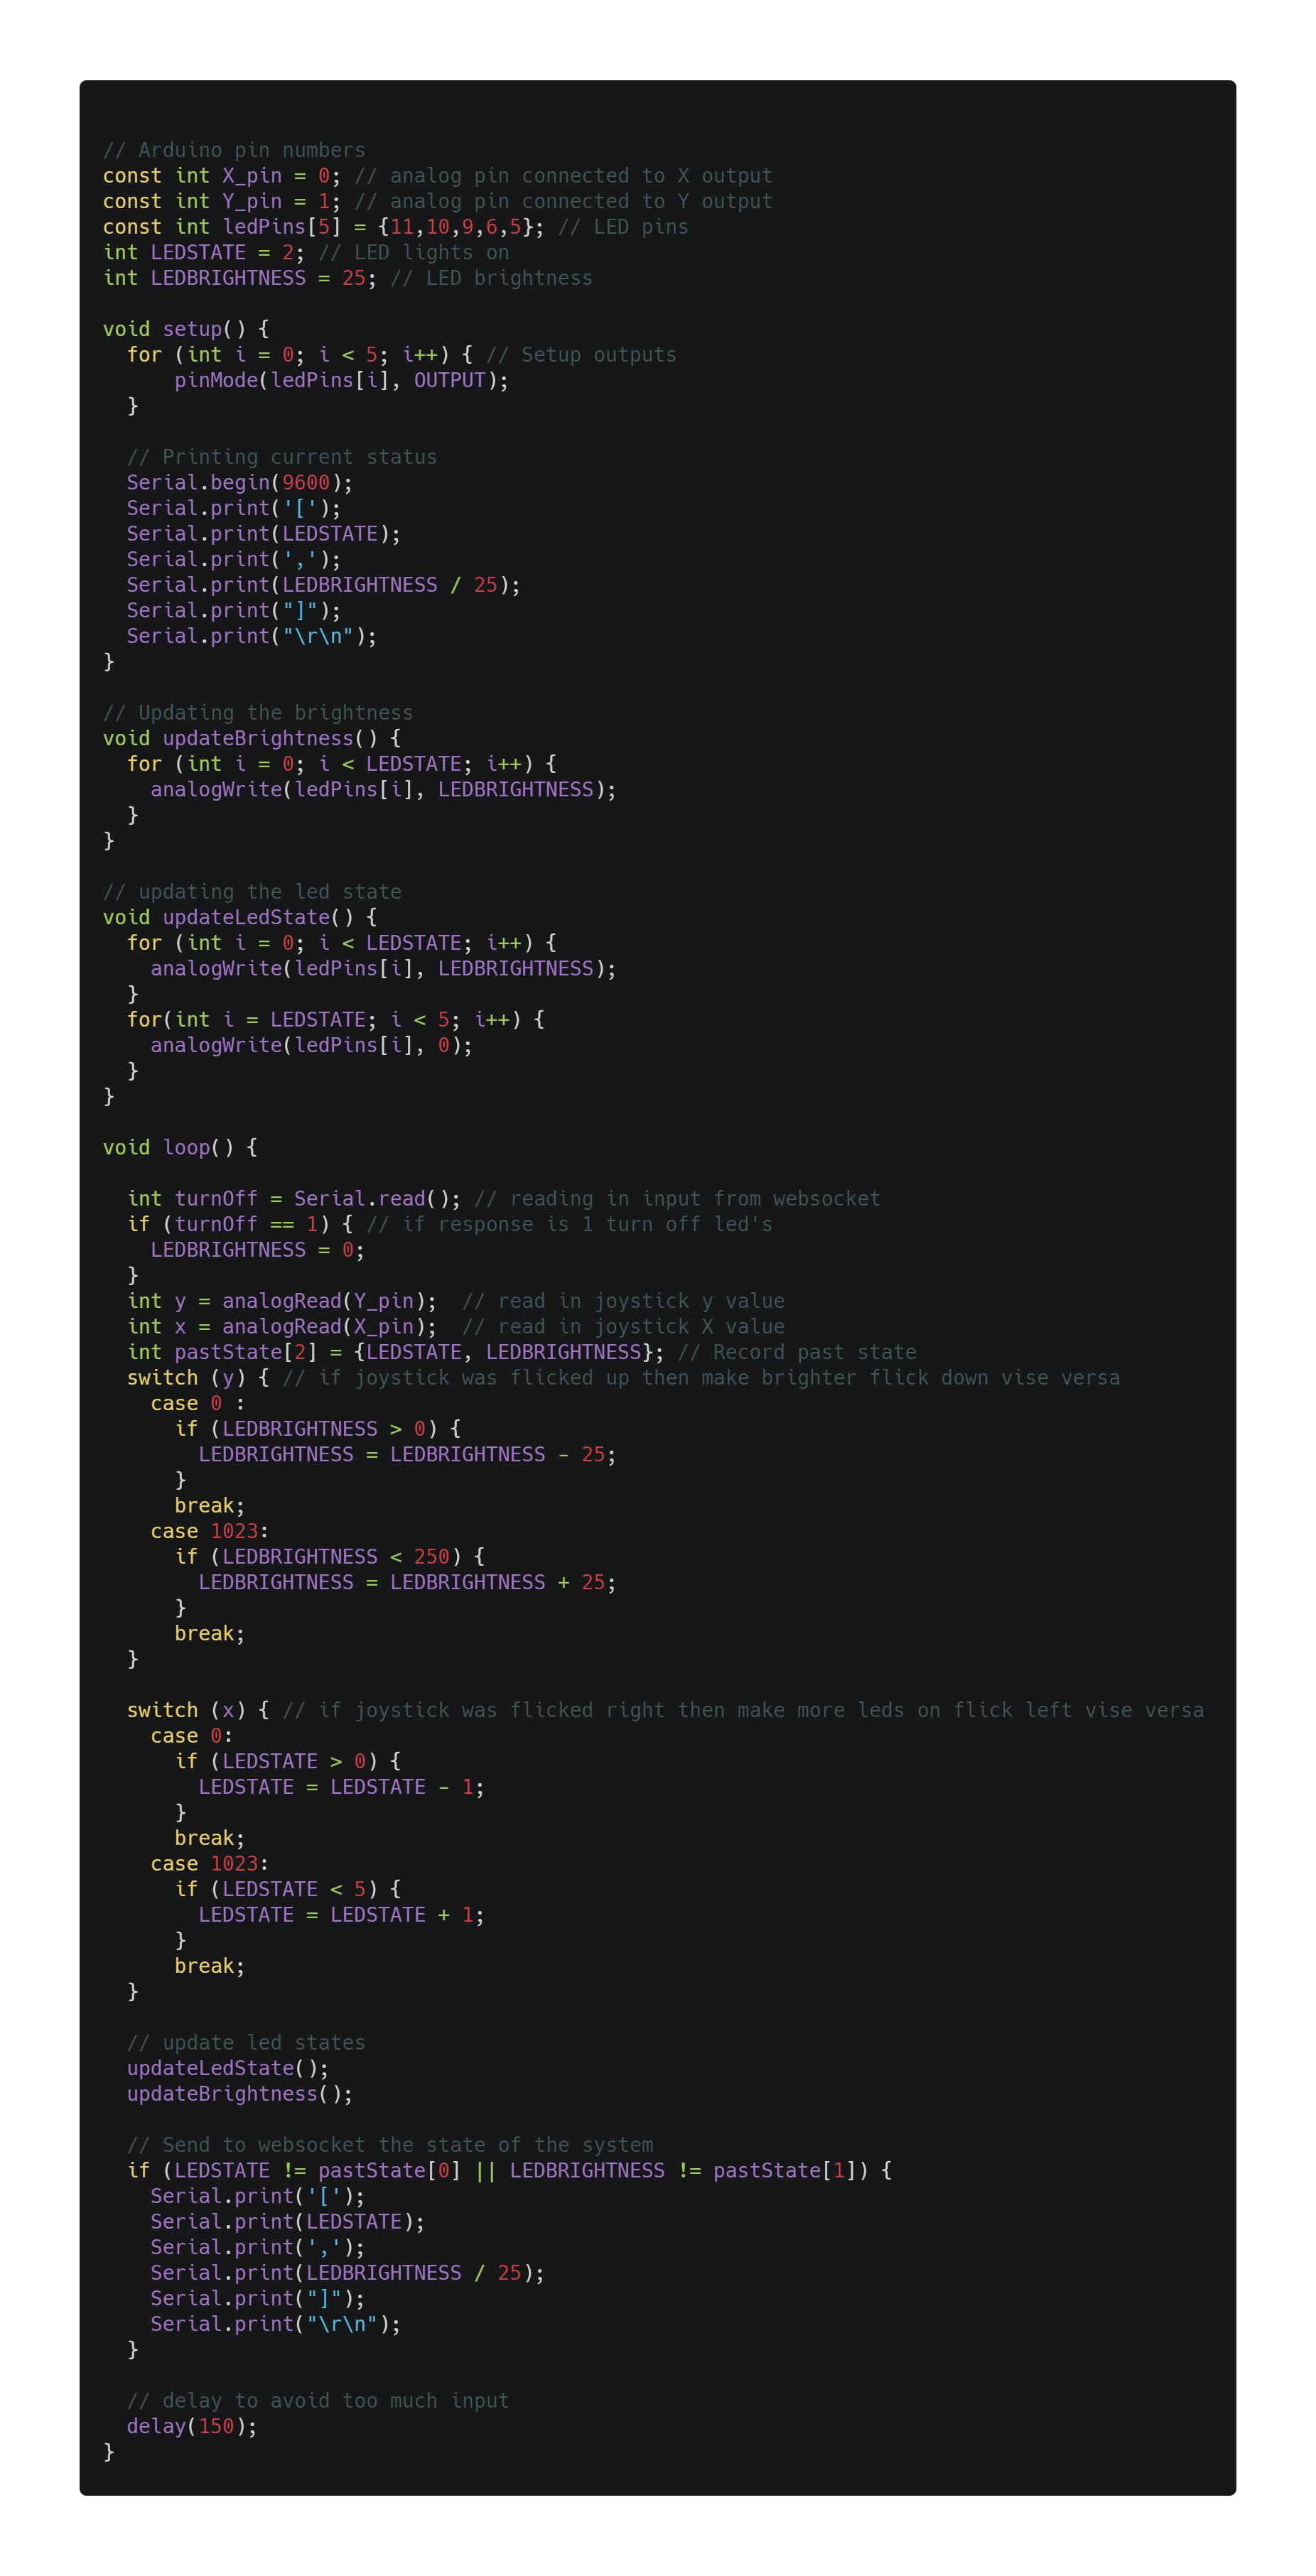 // Arduino pin numbers
const int X_pin = 0; // analog pin connected to X output
const int Y_pin = 1; // analog pin connected to Y output
const int ledPins[5] = {11,10,9,6,5}; // LED pins
int LEDSTATE = 2; // LED lights on
int LEDBRIGHTNESS = 25; // LED brightness

void setup() {
  for (int i = 0; i < 5; i++) { // Setup outputs
      pinMode(ledPins[i], OUTPUT);
  }

  // Printing current status
  Serial.begin(9600);
  Serial.print('[');
  Serial.print(LEDSTATE);
  Serial.print(',');
  Serial.print(LEDBRIGHTNESS / 25);
  Serial.print("]");
  Serial.print("\r\n");
}

// Updating the brightness
void updateBrightness() {
  for (int i = 0; i < LEDSTATE; i++) {
    analogWrite(ledPins[i], LEDBRIGHTNESS);
  }
}

// updating the led state
void updateLedState() {
  for (int i = 0; i < LEDSTATE; i++) {
    analogWrite(ledPins[i], LEDBRIGHTNESS);
  }
  for(int i = LEDSTATE; i < 5; i++) {
    analogWrite(ledPins[i], 0);
  }
}

void loop() {

  int turnOff = Serial.read(); // reading in input from websocket
  if (turnOff == 1) { // if response is 1 turn off led's
    LEDBRIGHTNESS = 0;
  }
  int y = analogRead(Y_pin);  // read in joystick y value
  int x = analogRead(X_pin);  // read in joystick X value
  int pastState[2] = {LEDSTATE, LEDBRIGHTNESS}; // Record past state
  switch (y) { // if joystick was flicked up then make brighter flick down vise versa
    case 0 :
      if (LEDBRIGHTNESS > 0) {
        LEDBRIGHTNESS = LEDBRIGHTNESS - 25;
      }
      break;
    case 1023:
      if (LEDBRIGHTNESS < 250) {
        LEDBRIGHTNESS = LEDBRIGHTNESS + 25;
      }
      break;
  }

  switch (x) { // if joystick was flicked right then make more leds on flick left vise versa
    case 0:
      if (LEDSTATE > 0) {
        LEDSTATE = LEDSTATE - 1;
      }
      break;
    case 1023:
      if (LEDSTATE < 5) {
        LEDSTATE = LEDSTATE + 1;
      }
      break;
  }

  // update led states
  updateLedState();
  updateBrightness();

  // Send to websocket the state of the system
  if (LEDSTATE != pastState[0] || LEDBRIGHTNESS != pastState[1]) {
    Serial.print('[');
    Serial.print(LEDSTATE);
    Serial.print(',');
    Serial.print(LEDBRIGHTNESS / 25);
    Serial.print("]");
    Serial.print("\r\n");
  }

  // delay to avoid too much input
  delay(150);
}